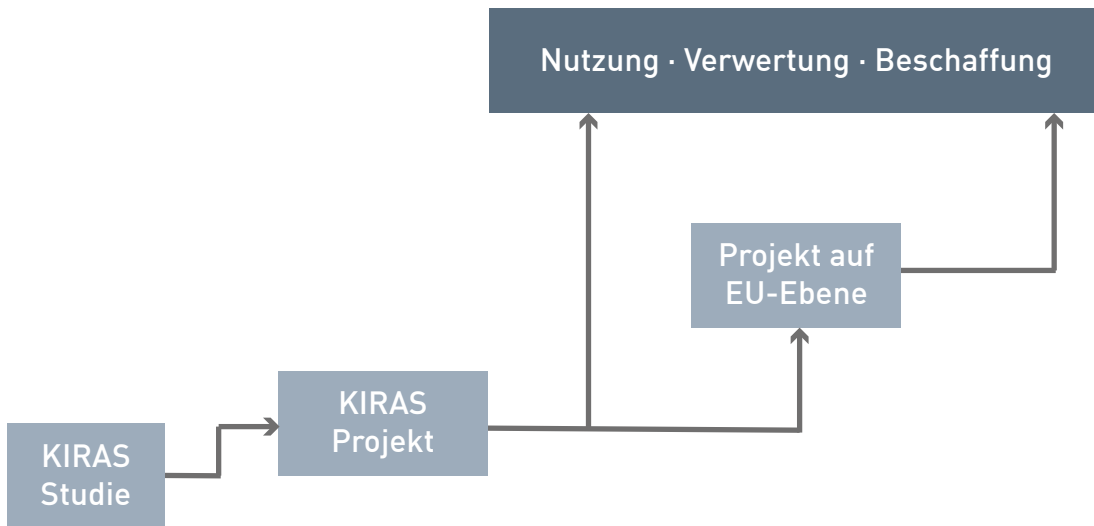 Nutzung · Verwertung · Beschaffung
Projekt auf
EU-Ebene
KIRAS
Projekt
KIRAS
Studie